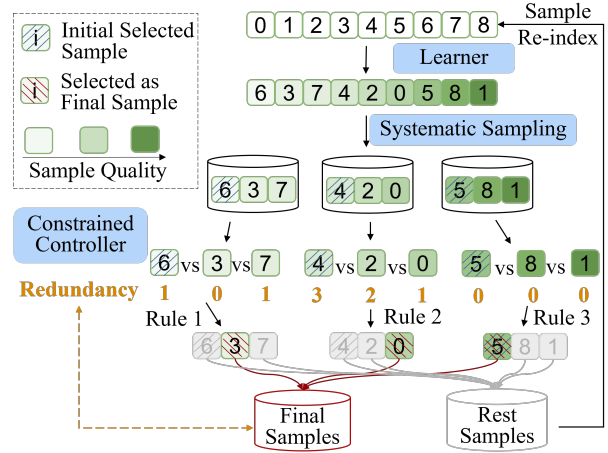 i Initial Selected
Sample
i Selected as
Final Sample
Sample Quality
0 1 2 3 4 5 6 7 8
Sample
Re-index
Learner
6 3 7 4 2 0 5 8 1
Systematic Sampling
6 3 7
4 2 0
5 8 1
Constrained
Controller
6 vs 3 vs 7
4 vs 2 vs 0
5 vs 8 vs 1
Redundancy 1 0 1 3 2 1 0 0 0
Rule 1
Rule 2
Rule 3
6 3 7
4 2 0
5 8 1
Final
Samples
Rest
Samples